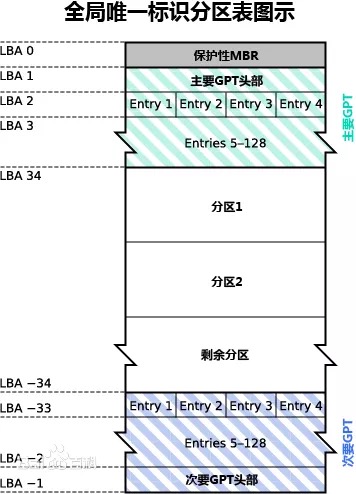 全局唯一标识分区表图示
LBA 0
保护性MBR
LBA 1
主要GPT头部
LBA 2
Entry 1 Entry 2 Entry 3 Entry 4
LBA 3
Entries 5–128
主要GPT
LBA 34
分区1
分区2
剩余分区
LBA −34
Entry 1 Entry 2 Entry 3 Entry 4
LBA −33
Entries 5–128
次要GPT
LBA −2
次要GPT头部
LBA −1